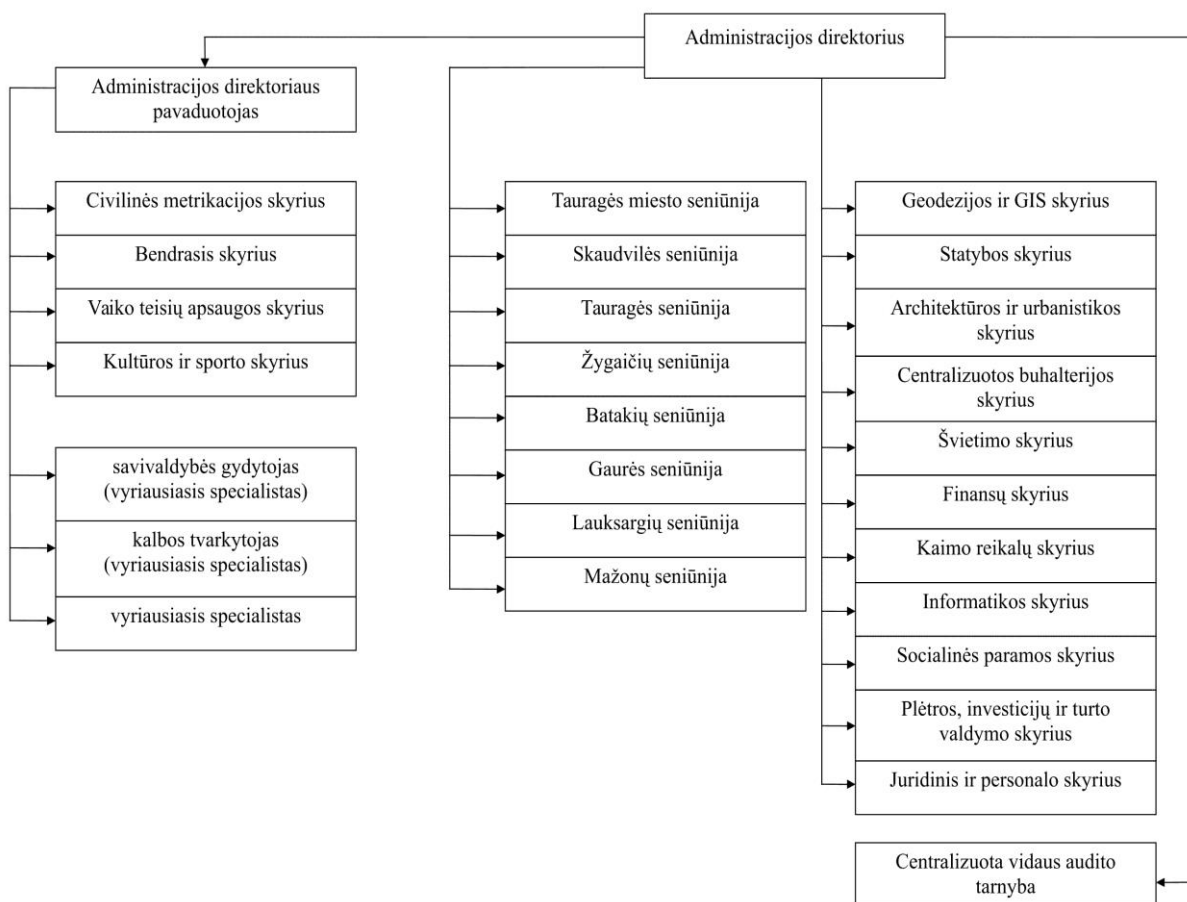 Administracijos direktorius
Administracijos direktoriaus
pavaduotojas
Civilinės metrikacijos skyrius
Bendrasis skyrius
Vaiko teisių apsaugos skyrius
Kultūros ir sporto skyrius
savivaldybės gydytojas
(vyriausiasis specialistas)
kalbos tvarkytojas
(vyriausiasis specialistas)
vyriausiasis specialistas
Tauragės miesto seniūnija
Skaudvilės seniūnija
Tauragės seniūnija
Žygaičių seniūnija
Batakių seniūnija
Gaurės seniūnija
Lauksargių seniūnija
Mažonų seniūnija
Geodezijos ir GIS skyrius
Statybos skyrius
Architektūros ir urbanistikos
skyrius
Centralizuotos buhalterijos
skyrius
Švietimo skyrius
Finansų skyrius
Kaimo reikalų skyrius
Informatikos skyrius
Socialinės paramos skyrius
Plėtros, investicijų ir turto
valdymo skyrius
Juridinis ir personalo skyrius
Centralizuota vidaus audito
tarnyba